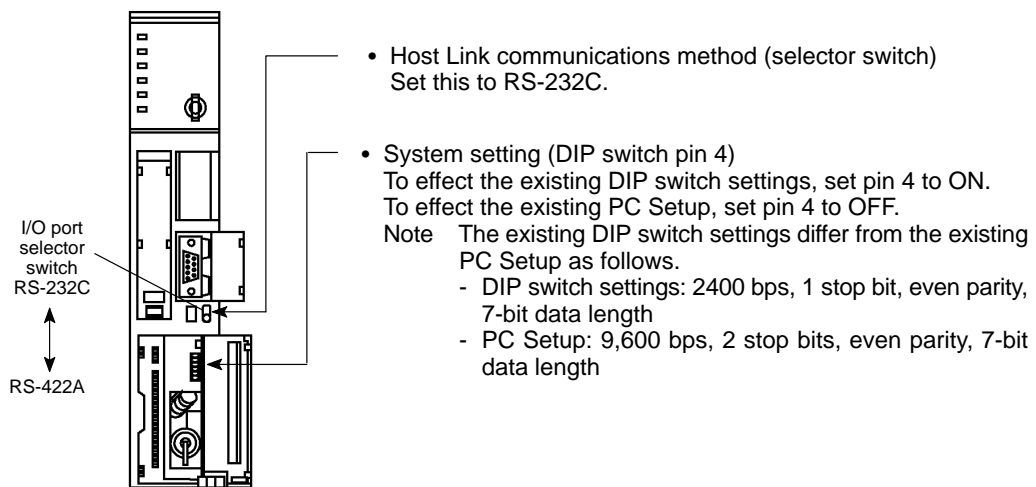 • Host Link communications method (selector switch)
Set this to RS-232C.
• System setting (DIP switch pin 4)
To effect the existing DIP switch settings, set pin 4 to ON.
To effect the existing PC Setup, set pin 4 to OFF.
Note The existing DIP switch settings differ from the existing
PC Setup as follows.
- DIP switch settings: 2400 bps, 1 stop bit, even parity,
7-bit data length
- PC Setup: 9,600 bps, 2 stop bits, even parity, 7-bit
data length
I/O port
selector
switch
RS-232C
RS-422A